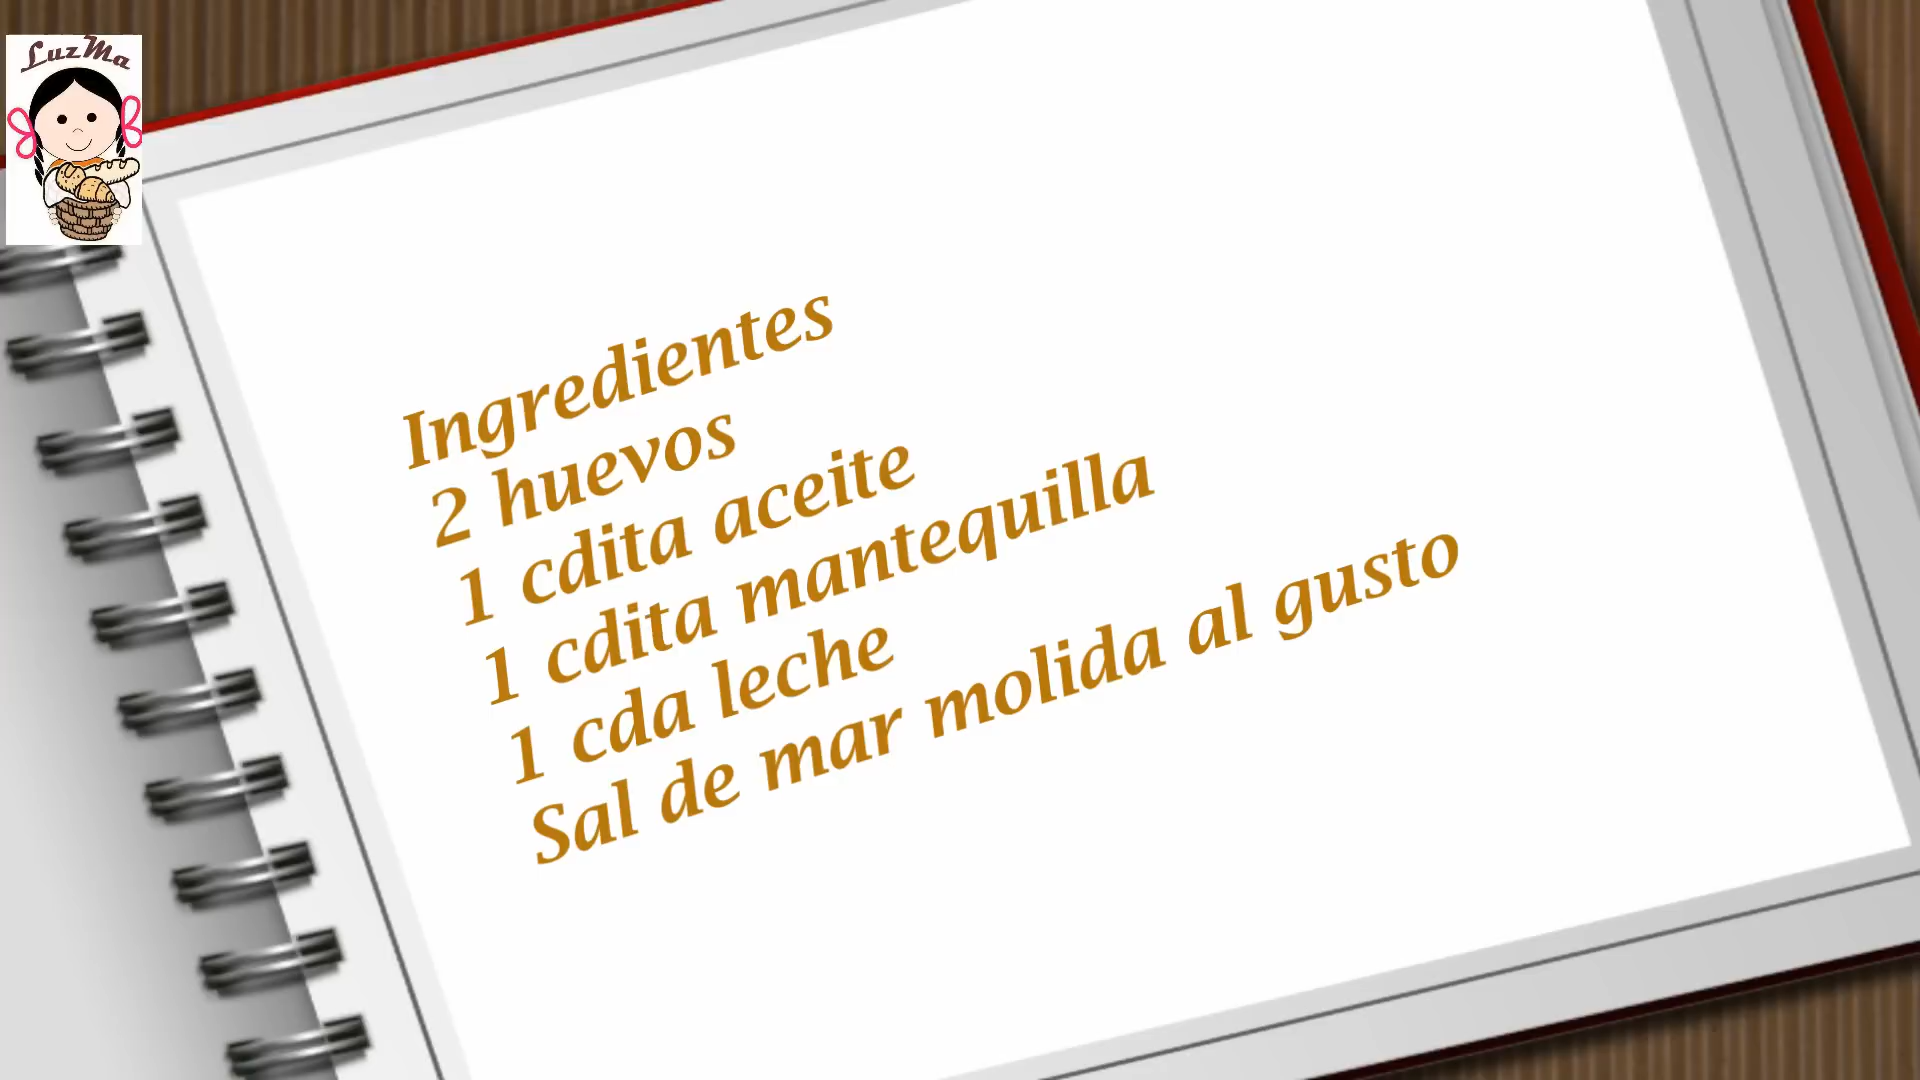 LuzMa
Ingredientes
2 huevos
1 cdita aceite
1 cdita mantequilla
1 cda leche
Sal de mar molida al gusto